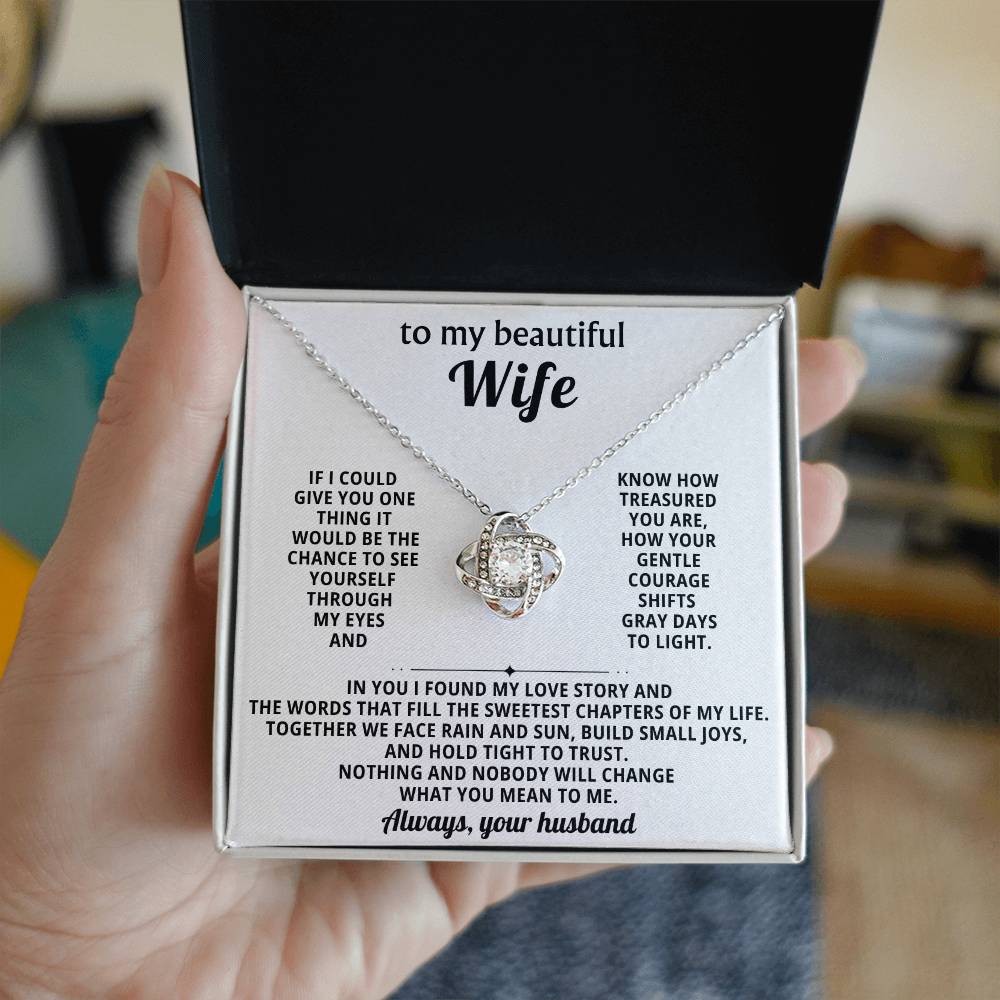 to my beautiful
Wife
IF I COULD
GIVE YOU ONE
THING IT
WOULD BE THE
CHANCE TO SEE
YOURSELF
THROUGH
MY EYES
AND
KNOW HOW
TREASURED
YOU ARE,
HOW YOUR
GENTLE
COURAGE
SHIFTS
GRAY DAYS
TO LIGHT.
IN YOU I FOUND MY LOVE STORY AND
THE WORDS THAT FILL THE SWEETEST CHAPTERS OF MY LIFE.
TOGETHER WE FACE RAIN AND SUN, BUILD SMALL JOYS,
AND HOLD TIGHT TO TRUST.
NOTHING AND NOBODY WILL CHANGE
WHAT YOU MEAN TO ME.
Always, your husband